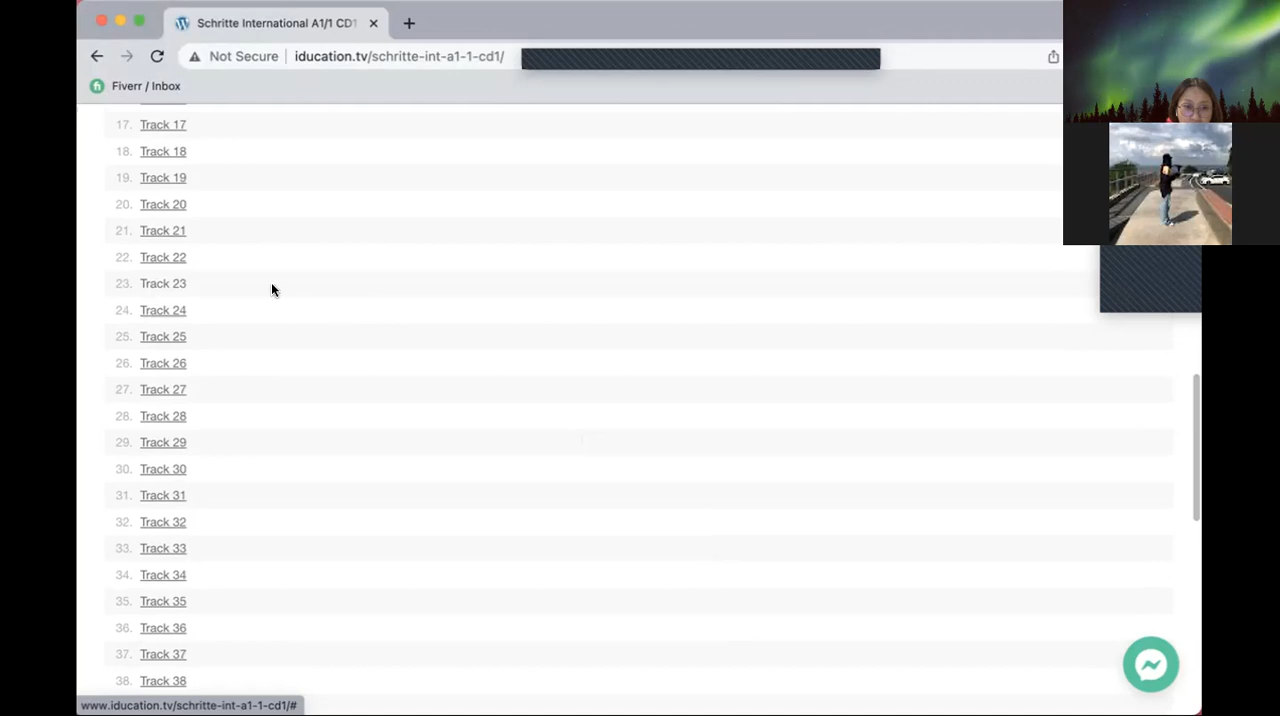 Schritte International A1/1 CD1
Not Secure iducation.tv/schritte-int-a1-1-cd1/
Fiverr / Inbox
17. Track 17
18. Track 18
19. Track 19
20. Track 20
21. Track 21
22. Track 22
23. Track 23
24. Track 24
25. Track 25
26. Track 26
27. Track 27
28. Track 28
29. Track 29
30. Track 30
31. Track 31
32. Track 32
33. Track 33
34. Track 34
35. Track 35
36. Track 36
37. Track 37
38. Track 38
www.iducation.tv/schritte-int-a1-1-cd1/#